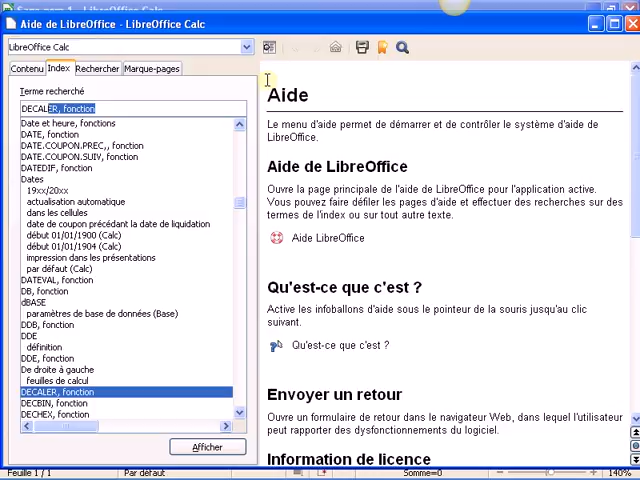 Aide de LibreOffice - LibreOffice Calc
LibreOffice Calc
Contenu Index Rechercher Marque-pages
Terme recherché
DECALER, fonction
Date et heure, fonctions
DATE, fonction
DATE.COUPON.PREC,, fonction
DATE.COUPON.SUIV, fonction
DATEDIF, fonction
Dates
19xx/20xx
actualisation automatique
dans les cellules
date de coupon précédant la date de liquidation
début 01/01/1900 (Calc)
début 01/01/1904 (Calc)
impression dans les présentations
par défaut (Calc)
DATEVAL, fonction
DB, fonction
dBASE
paramètres de base de données (Base)
DDB, fonction
DDE
définition
DDE, fonction
De droite à gauche
feuilles de calcul
DECALER, fonction
DECBIN, fonction
DECHEX, fonction
Afficher
Aide
Le menu d'aide permet de démarrer et de contrôler le système d'aide de
LibreOffice.
Aide de LibreOffice
Ouvre la page principale de l'aide de LibreOffice pour l'application active.
Vous pouvez faire défiler les pages d'aide et effectuer des recherches sur des
termes de l'index ou sur tout autre texte.
Aide LibreOffice
Qu'est-ce que c'est ?
Active les infoballons d'aide sous le pointeur de la souris jusqu'au clic
suivant.
Qu'est-ce que c'est ?
Envoyer un retour
Ouvre un formulaire de retour dans le navigateur Web, dans lequel l'utilisateur
peut rapporter des dysfonctionnements du logiciel.
Information de licence
Feuille 1 / 1 Par défaut Somme=0 140%